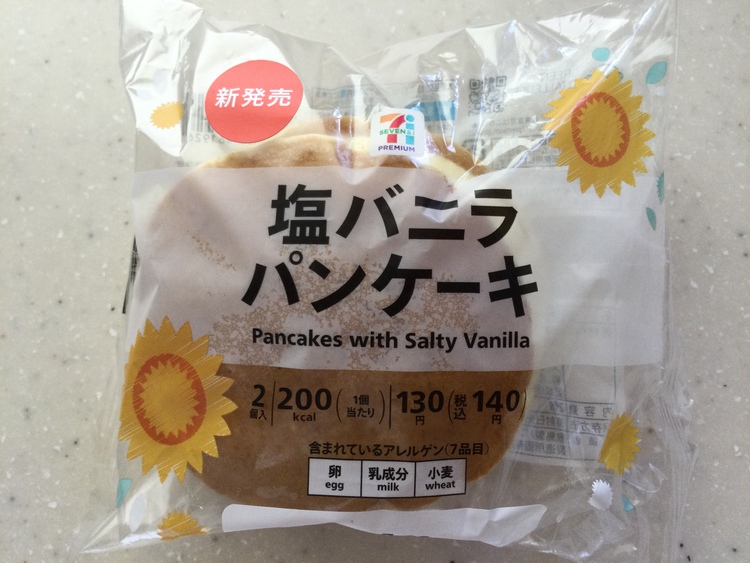 新発売
SEVEN&i
PREMIUM
塩バニラ
パンケーキ
Pancakes with Salty Vanilla
2個入 200kcal (1個当たり) 130円 (税込140円)
含まれているアレルゲン(7品目)
卵 乳成分 小麦
egg milk wheat